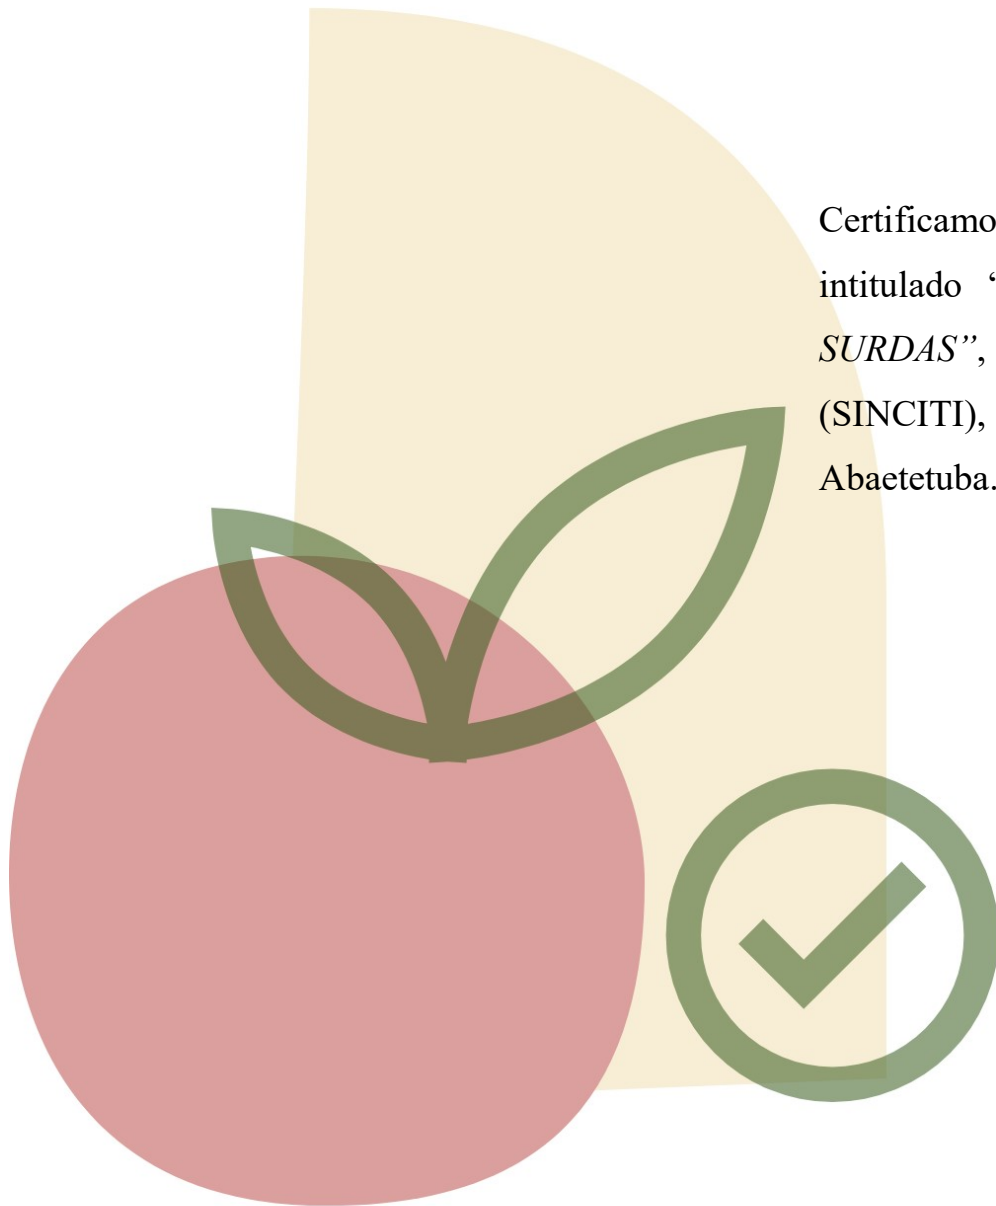 Certificamo
intitulado “
SURDAS”,
(SINCITI),
Abaetetuba.